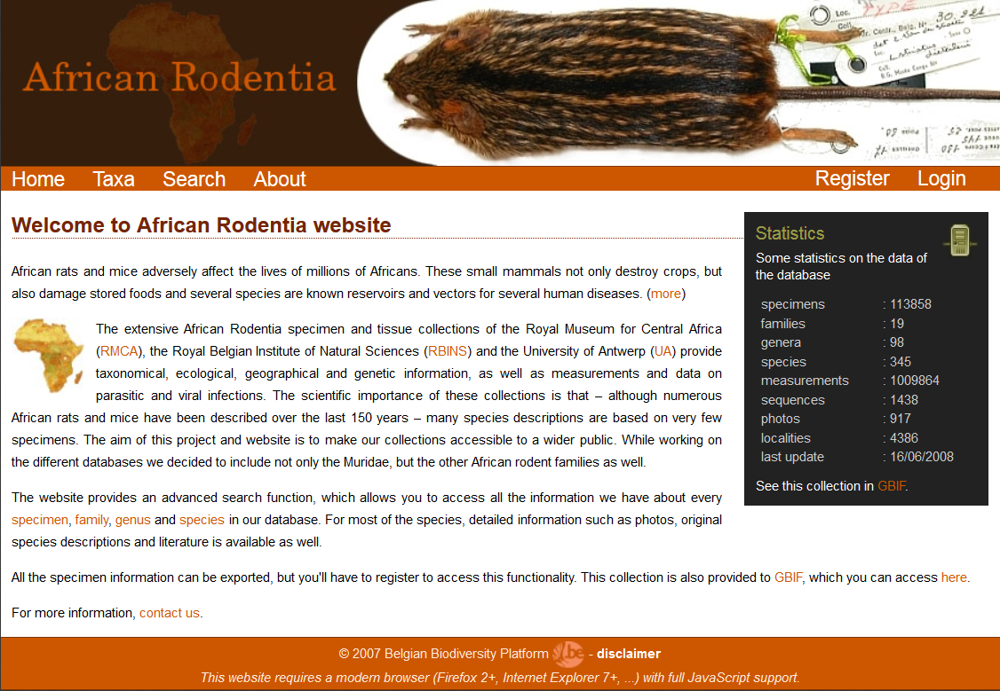 African Rodentia
Loc.
TYPE
30.921
Home Taxa Search About Register Login
Welcome to African Rodentia website
African rats and mice adversely affect the lives of millions of Africans. These small mammals not only destroy crops, but
also damage stored foods and several species are known reservoirs and vectors for several human diseases. (more)
The extensive African Rodentia specimen and tissue collections of the Royal Museum for Central Africa
(RMCA), the Royal Belgian Institute of Natural Sciences (RBINS) and the University of Antwerp (UA) provide
taxonomical, ecological, geographical and genetic information, as well as measurements and data on
parasitic and viral infections. The scientific importance of these collections is that – although numerous
African rats and mice have been described over the last 150 years – many species descriptions are based on very few
specimens. The aim of this project and website is to make our collections accessible to a wider public. While working on
the different databases we decided to include not only the Muridae, but the other African rodent families as well.
The website provides an advanced search function, which allows you to access all the information we have about every
specimen, family, genus and species in our database. For most of the species, detailed information such as photos, original
species descriptions and literature is available as well.
All the specimen information can be exported, but you'll have to register to access this functionality. This collection is also provided to GBIF, which you can access here.
For more information, contact us.
Statistics
Some statistics on the data of
the database
specimens : 113858
families : 19
genera : 98
species : 345
measurements : 1009864
sequences : 1438
photos : 917
localities : 4386
last update : 16/06/2008
See this collection in GBIF.
© 2007 Belgian Biodiversity Platform .be - disclaimer
This website requires a modern browser (Firefox 2+, Internet Explorer 7+, ...) with full JavaScript support.